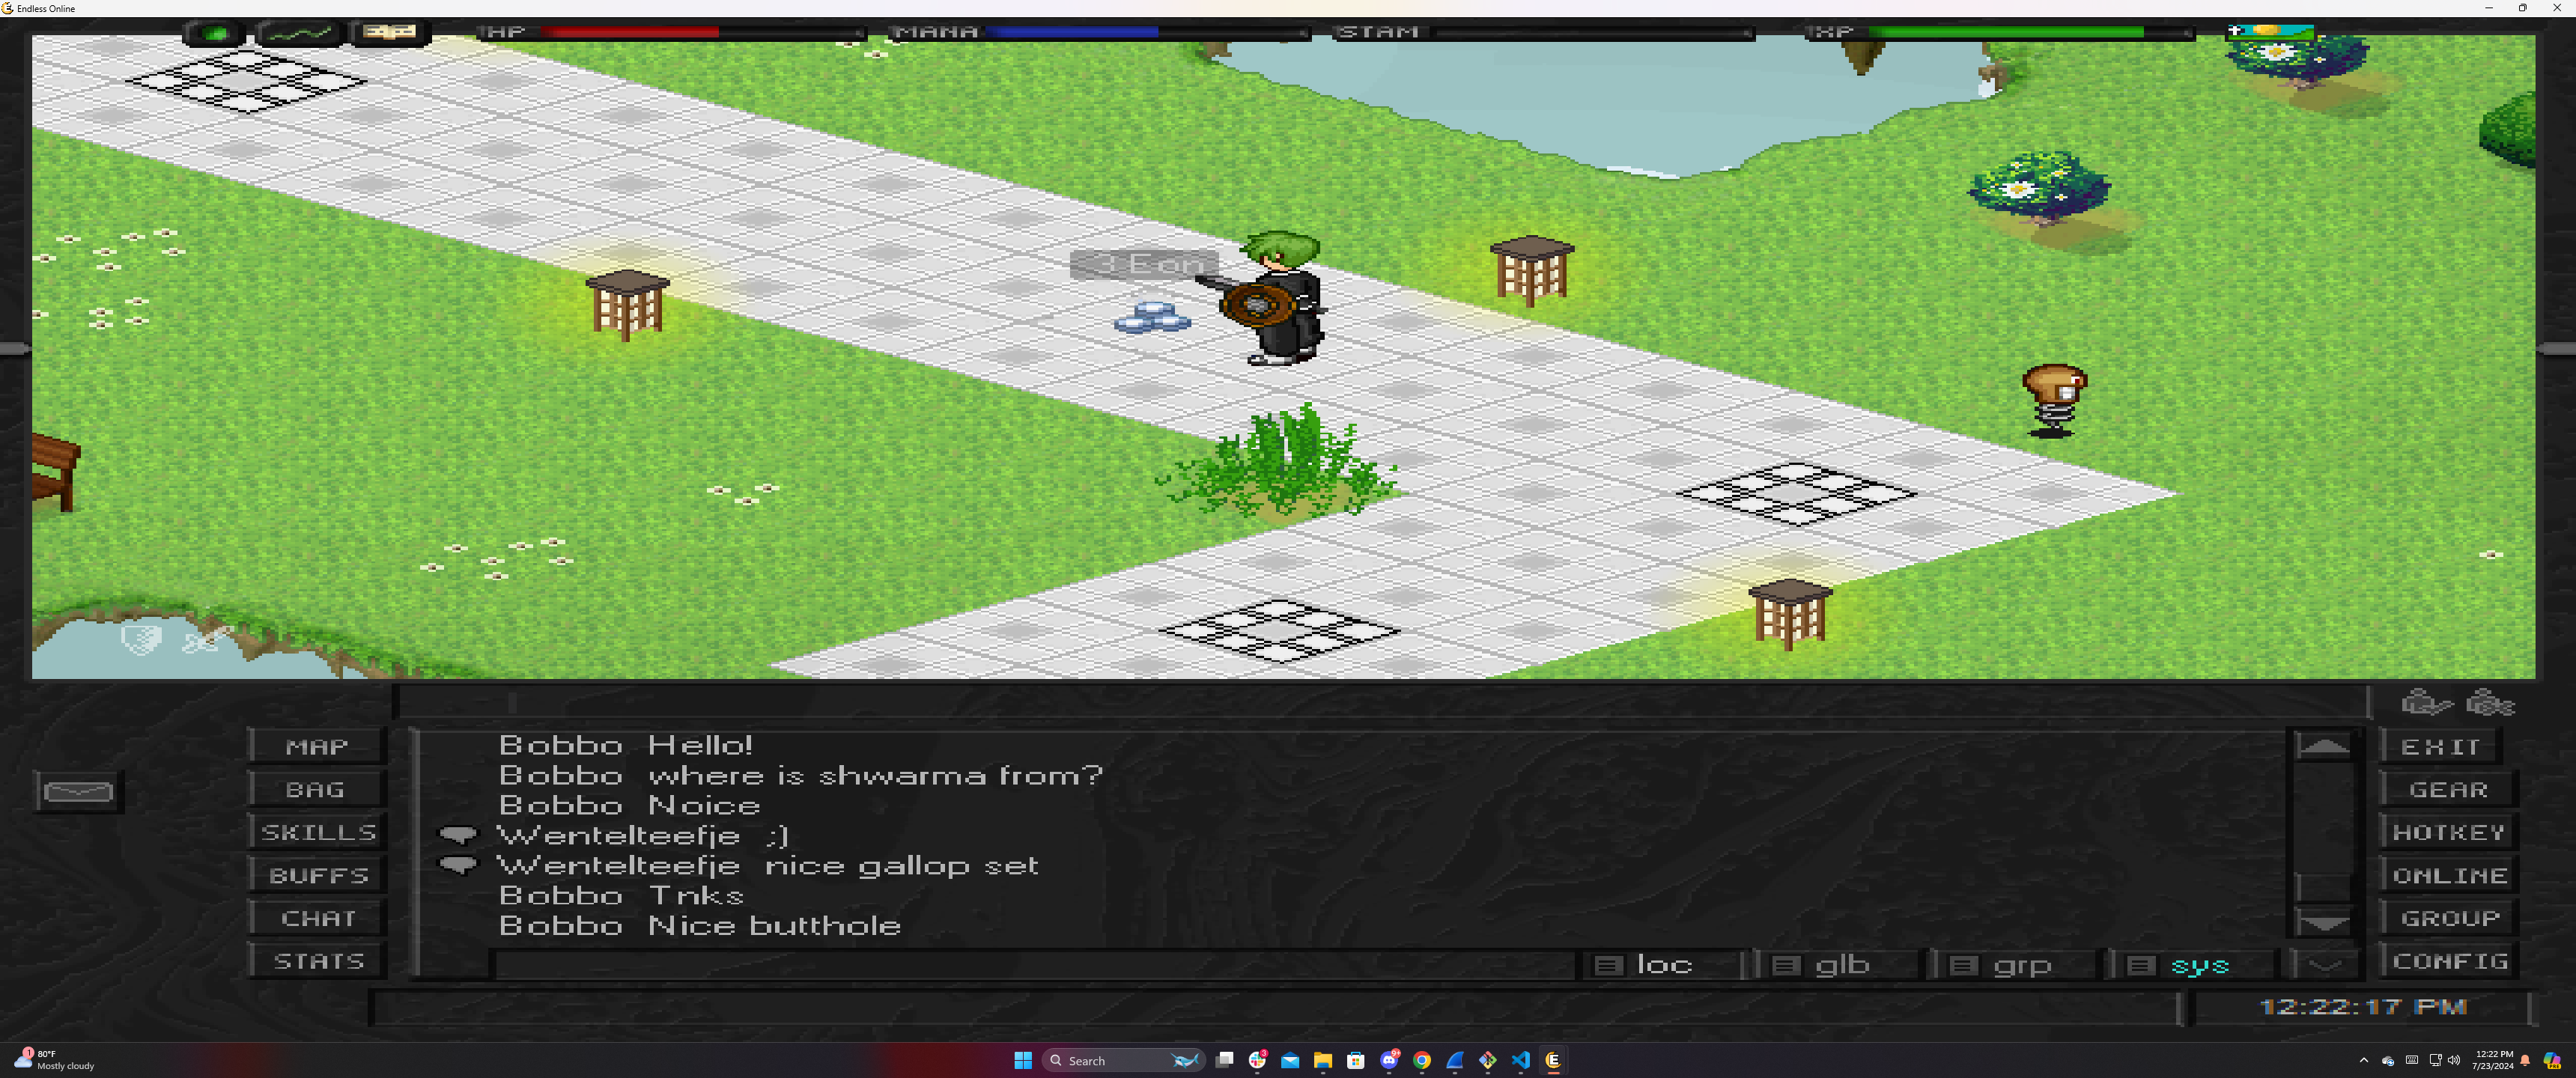 Endless Online
HP
MANA
STAM
XP
3 Eon
MAP
BAG
SKILLS
BUFFS
CHAT
STATS
Bobbo Hello!
Bobbo where is shwarma from?
Bobbo Noice
Wentelteefje ;)
Wentelteefje nice gallop set
Bobbo Tnks
Bobbo Nice butthole
loc
glb
grp
sys
EXIT
GEAR
HOTKEY
ONLINE
GROUP
CONFIG
12:22:17 PM
1
80°F
Mostly cloudy
Search
3
9+
12:22 PM
7/23/2024